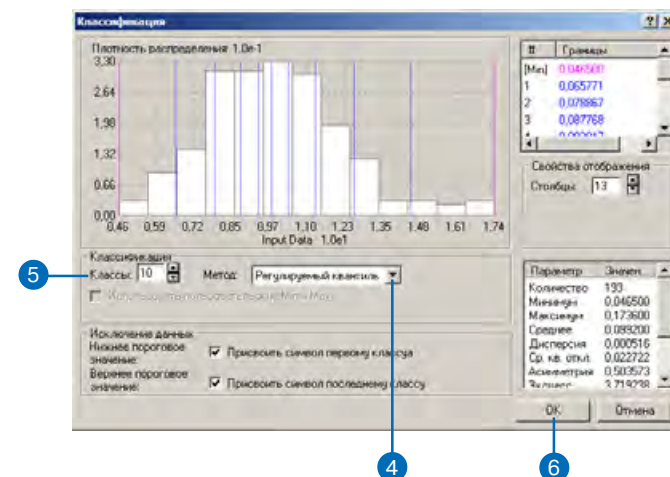 Классификация
Плотность распределения 1.0e-1
3.30
2.64
1.98
1.32
0.66
0.00
0.46 0.59 0.72 0.85 0.97 1.10 1.23 1.35 1.48 1.61 1.74
Input Data 1.0e1
# Границы
[Min] 0,046500
1 0,065771
2 0,078867
3 0,087768
Свойства отображения
Столбцы: 13
Классификация
5
Классы: 10 Метод: Регулируемый квантиль
Исключение данных
Нижнее пороговое значение: Присвоить символ первому классуа
Верхнее пороговое значение: Присвоить символ последнему классу
Параметр Значен.
Количество 193
Минимум 0,046500
Максимум 0,173600
Среднее 0,099200
Дисперсия 0,000516
Ср. кв. откл. 0,022722
Асимметрия 0,503573
Эксцесс 3,719238
OK Отмена
4
6